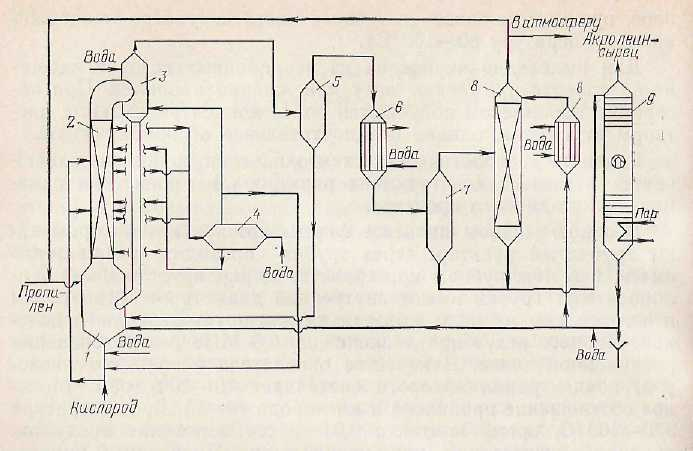 В атмосферу
Акролеин-
сырец
Вода
3
5
2
6
8
6
9
Вода
Вода
7
4
Пар
Вода
Пропи-
лен
1
Вода
Вода
Кислород